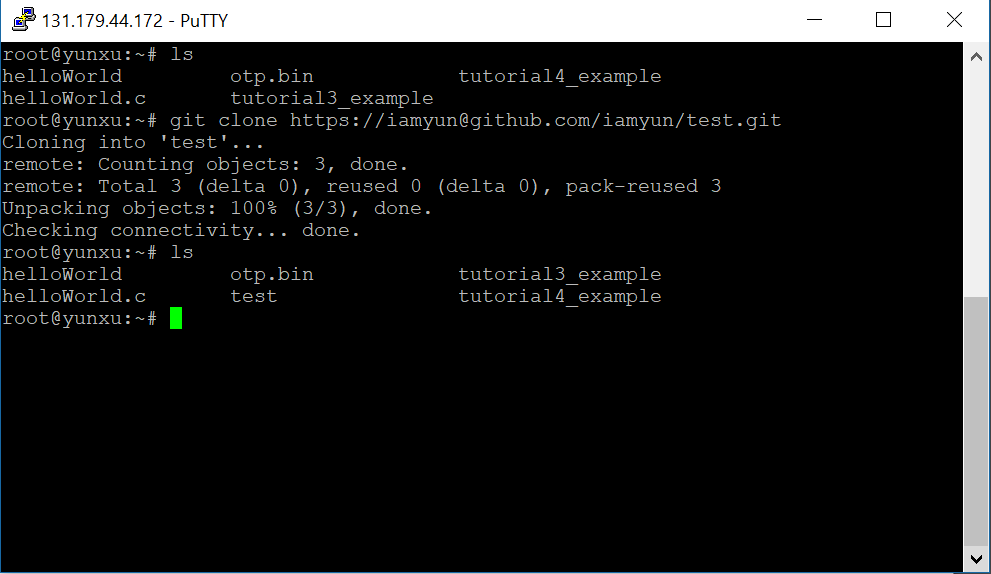 131.179.44.172 - PuTTY
root@yunxu:~# ls
helloWorld         otp.bin            tutorial4_example
helloWorld.c       tutorial3_example
root@yunxu:~# git clone https://iamyun@github.com/iamyun/test.git
Cloning into 'test'...
remote: Counting objects: 3, done.
remote: Total 3 (delta 0), reused 0 (delta 0), pack-reused 3
Unpacking objects: 100% (3/3), done.
Checking connectivity... done.
root@yunxu:~# ls
helloWorld         otp.bin            tutorial3_example
helloWorld.c       test               tutorial4_example
root@yunxu:~#